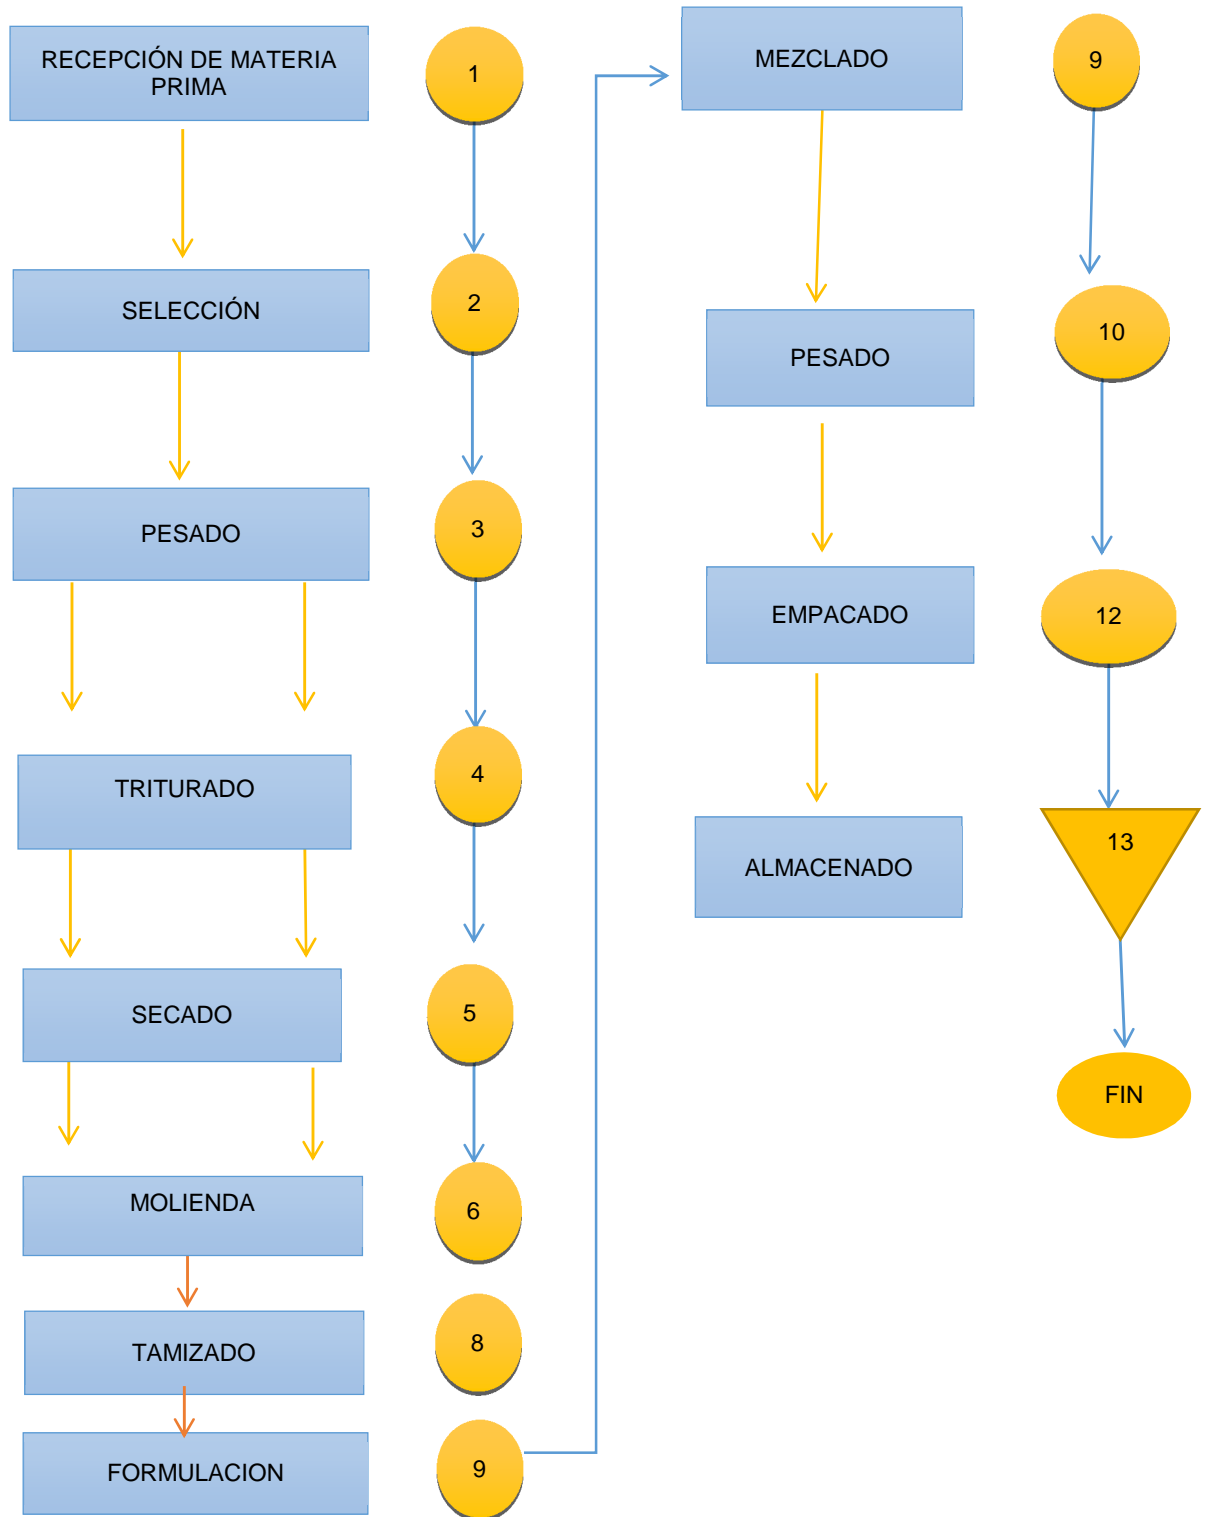 RECEPCIÓN DE MATERIA
PRIMA
1
SELECCIÓN
2
PESADO
3
TRITURADO
4
SECADO
5
MOLIENDA
6
TAMIZADO
8
FORMULACION
9
MEZCLADO
9
PESADO
10
EMPACADO
12
ALMACENADO
13
FIN